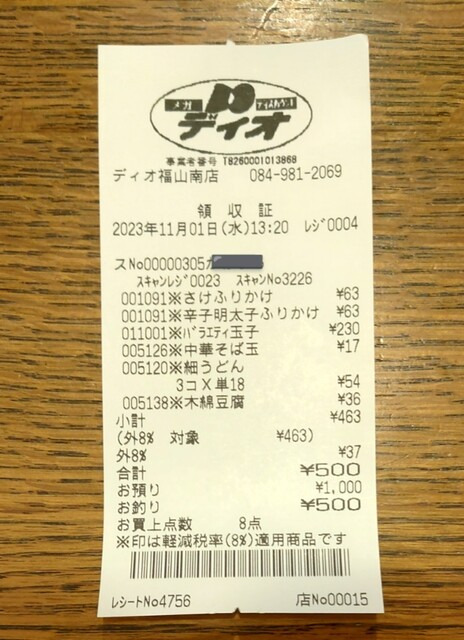 メガ ディスカウント
ディオ
事業者番号 T8260001013868
ディオ福山南店 084-981-2069
領収証
2023年11月01日(水)13:20 レジ0004
スNo00000305
スキャンレジ0023 スキャンNo3226
001091※さけふりかけ ¥63
001091※辛子明太子ふりかけ ¥63
011001※バラエティ玉子 ¥230
005126※中華そば玉 ¥17
005120※細うどん
3コX単18 ¥54
005138※木綿豆腐 ¥36
小計 ¥463
(外8% 対象 ¥463)
外8% ¥37
合計 ¥500
お預り ¥1,000
お釣り ¥500
お買上点数 8点
※印は軽減税率(8%)適用商品です
レシートNo4756 店No00015